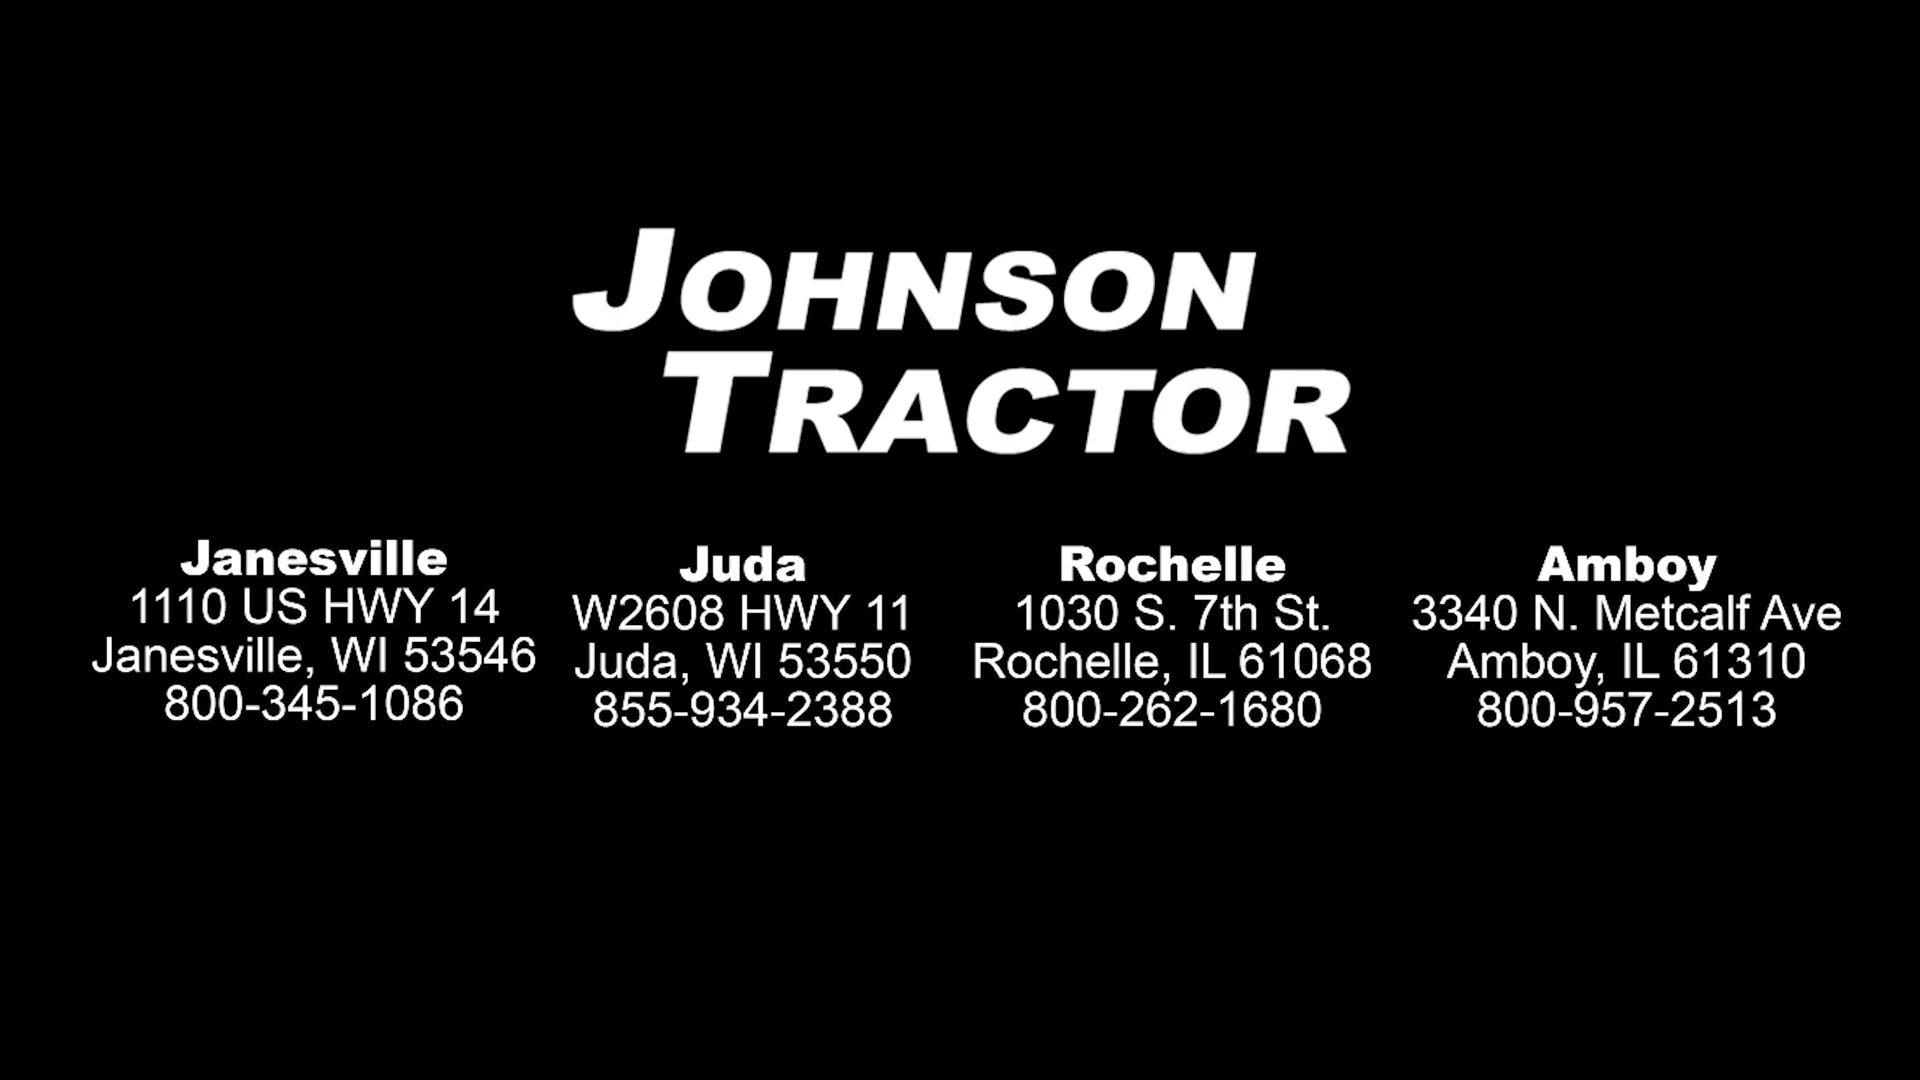 JOHNSON
TRACTOR
Janesville
1110 US HWY 14
Janesville, WI 53546
800-345-1086
Juda
W2608 HWY 11
Juda, WI 53550
855-934-2388
Rochelle
1030 S. 7th St.
Rochelle, IL 61068
800-262-1680
Amboy
3340 N. Metcalf Ave
Amboy, IL 61310
800-957-2513